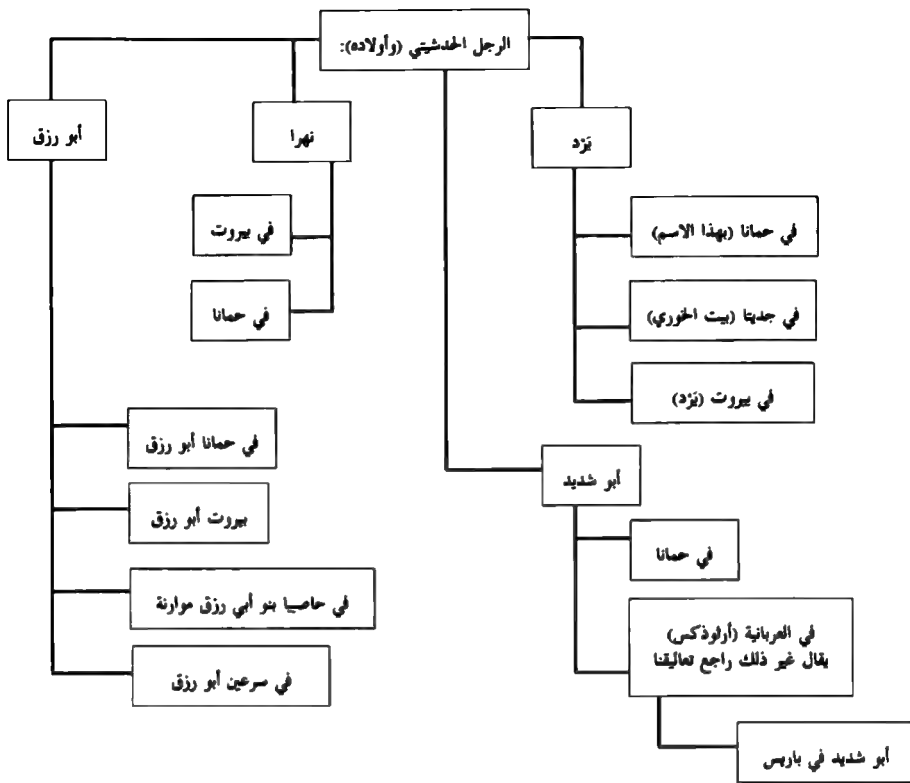 الرجل الحدشيتي (وأولاده):
يَزد
نهرا
أبو رزق
في حمانا (بهذا الاسم)
في بيروت
في جديتا (بيت الخوري)
في حمانا
في بيروت (يَزد)
في حمانا أبو رزق
أبو شديد
بيروت أبو رزق
في حمانا
في حاصبيا بنو أبي رزق موارنة
في العربانية (أرلوذكس)
يقال غير ذلك راجع تعاليقنا
في سرعين أبو رزق
أبو شديد في باريس